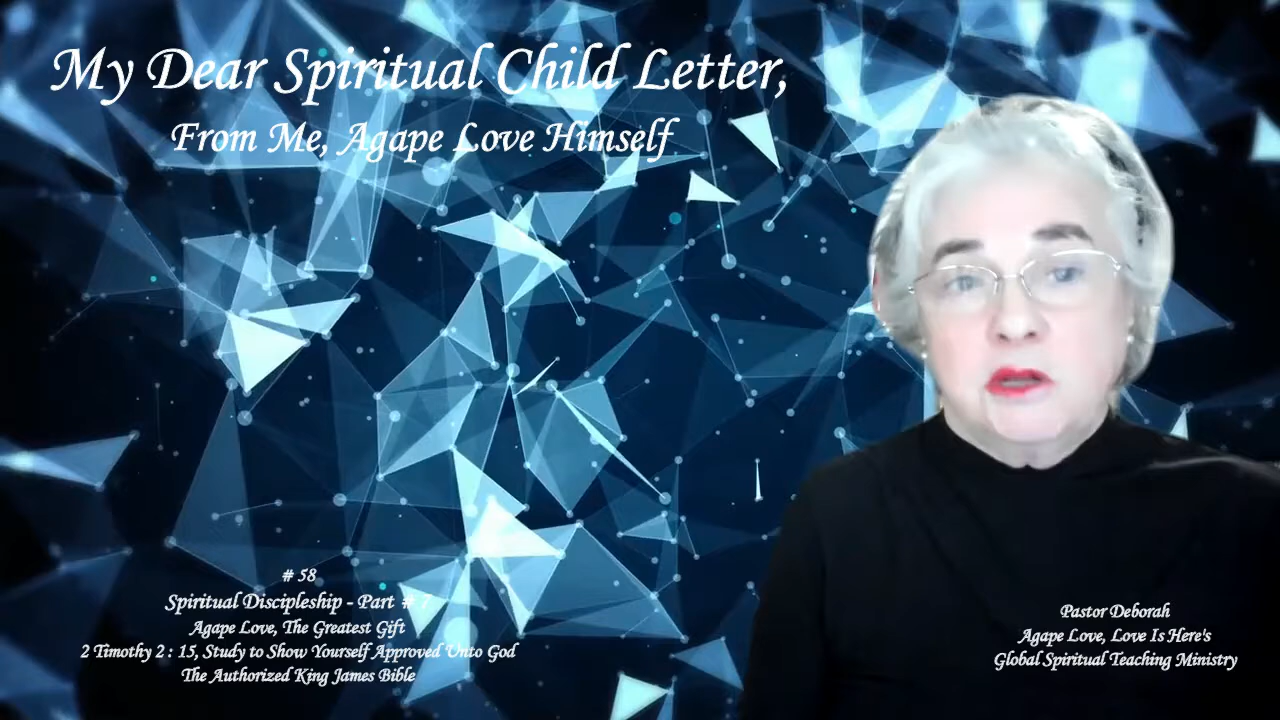 My Dear Spiritual Child Letter,
From Me, Agape Love Himself
# 58
Spiritual Discipleship - Part # 7
Agape Love, The Greatest Gift
2 Timothy 2 : 15, Study to Show Yourself Approved Unto God
The Authorized King James Bible
Pastor Deborah
Agape Love, Love Is Here's
Global Spiritual Teaching Ministry